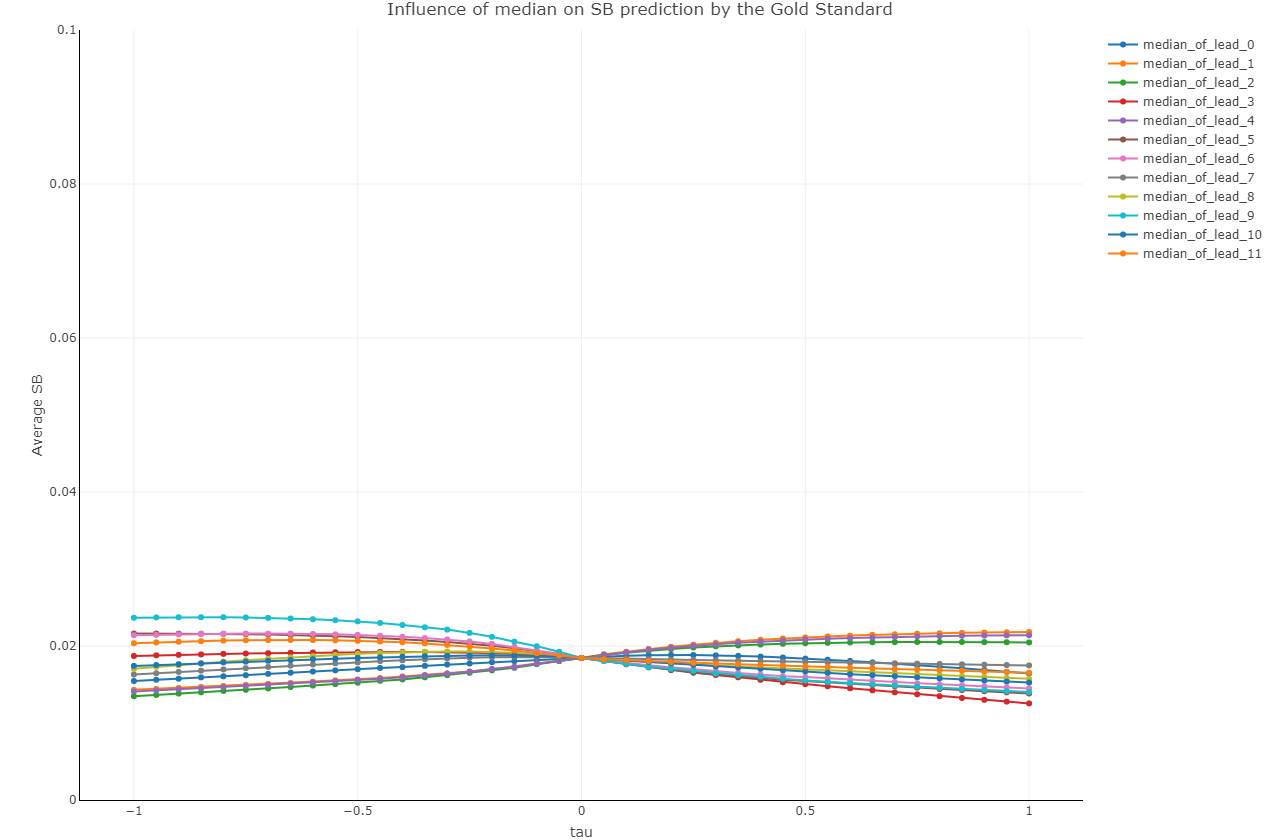 Influence of median on SB prediction by the Gold Standard
0.1
0.08
0.06
0.04
0.02
0
Average SB
−1
−0.5
0
0.5
1
tau
median_of_lead_0
median_of_lead_1
median_of_lead_2
median_of_lead_3
median_of_lead_4
median_of_lead_5
median_of_lead_6
median_of_lead_7
median_of_lead_8
median_of_lead_9
median_of_lead_10
median_of_lead_11